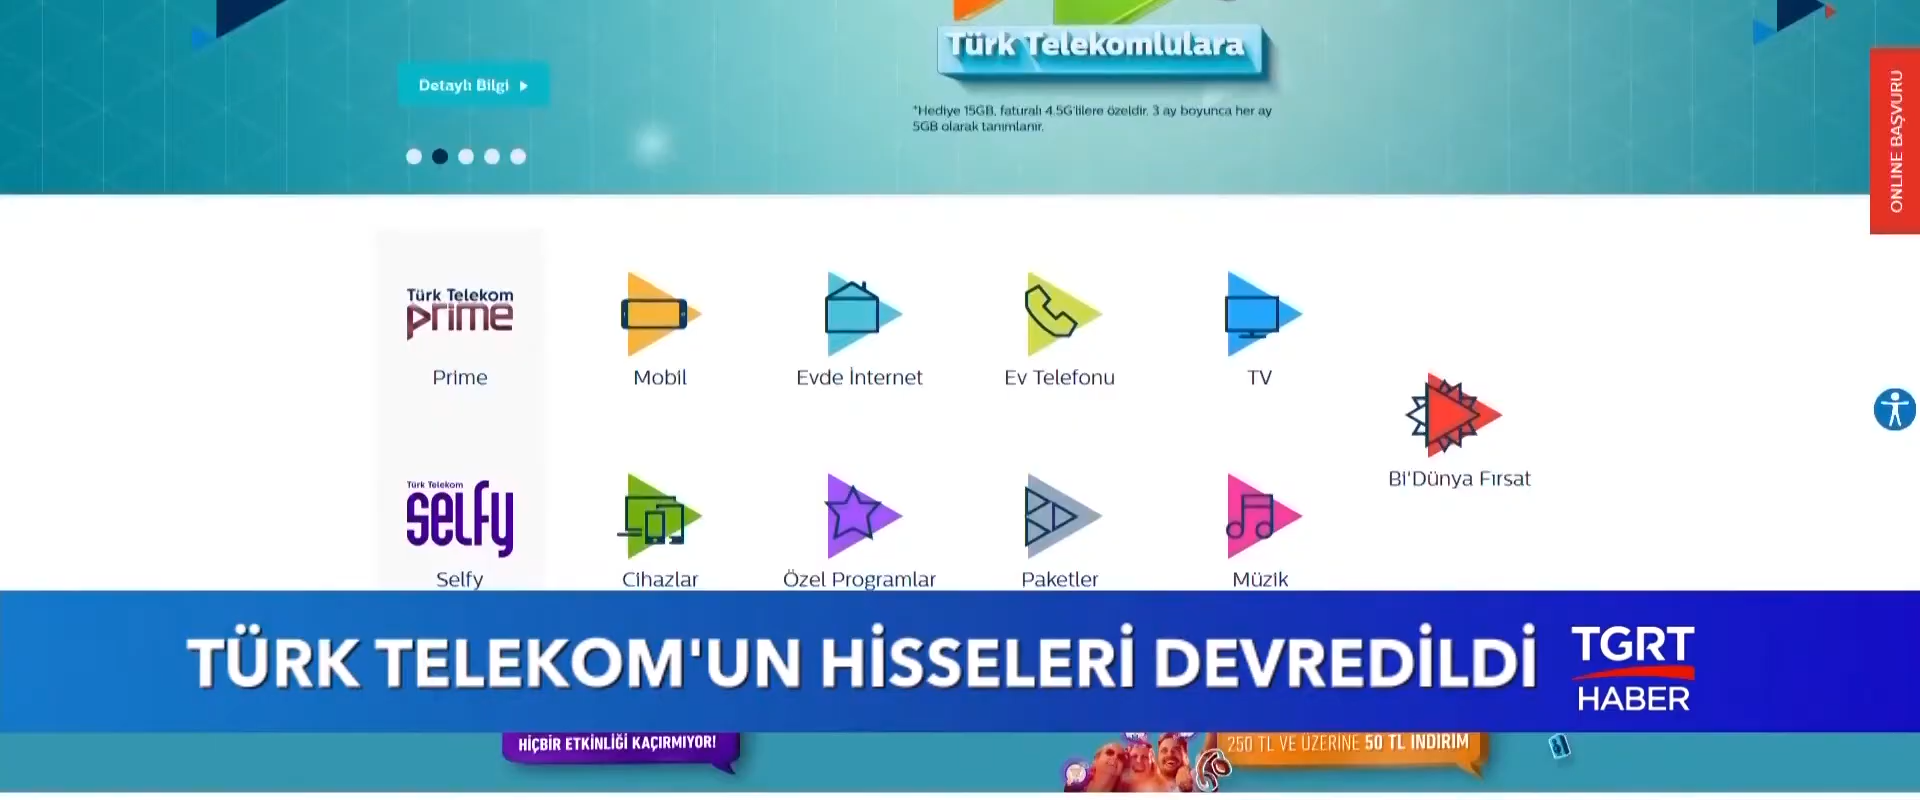 Türk Telekomlulara
Detaylı Bilgi
*Hediye 15GB, faturalı 4.5G'lilere özeldir. 3 ay boyunca her ay
5GB olarak tanımlanır.
ONLINE BAŞVURU
Türk Telekom
prime
Prime
Mobil
Evde İnternet
Ev Telefonu
TV
Bi'Dünya Fırsat
Türk Telekom
selfy
Selfy
Cihazlar
Özel Programlar
Paketler
Müzik
TÜRK TELEKOM'UN HİSSELERİ DEVREDİLDİ
TGRT
HABER
HİÇBİR ETKİNLİĞİ KAÇIRMIYOR!
250 TL VE ÜZERİNE 50 TL İNDİRİM